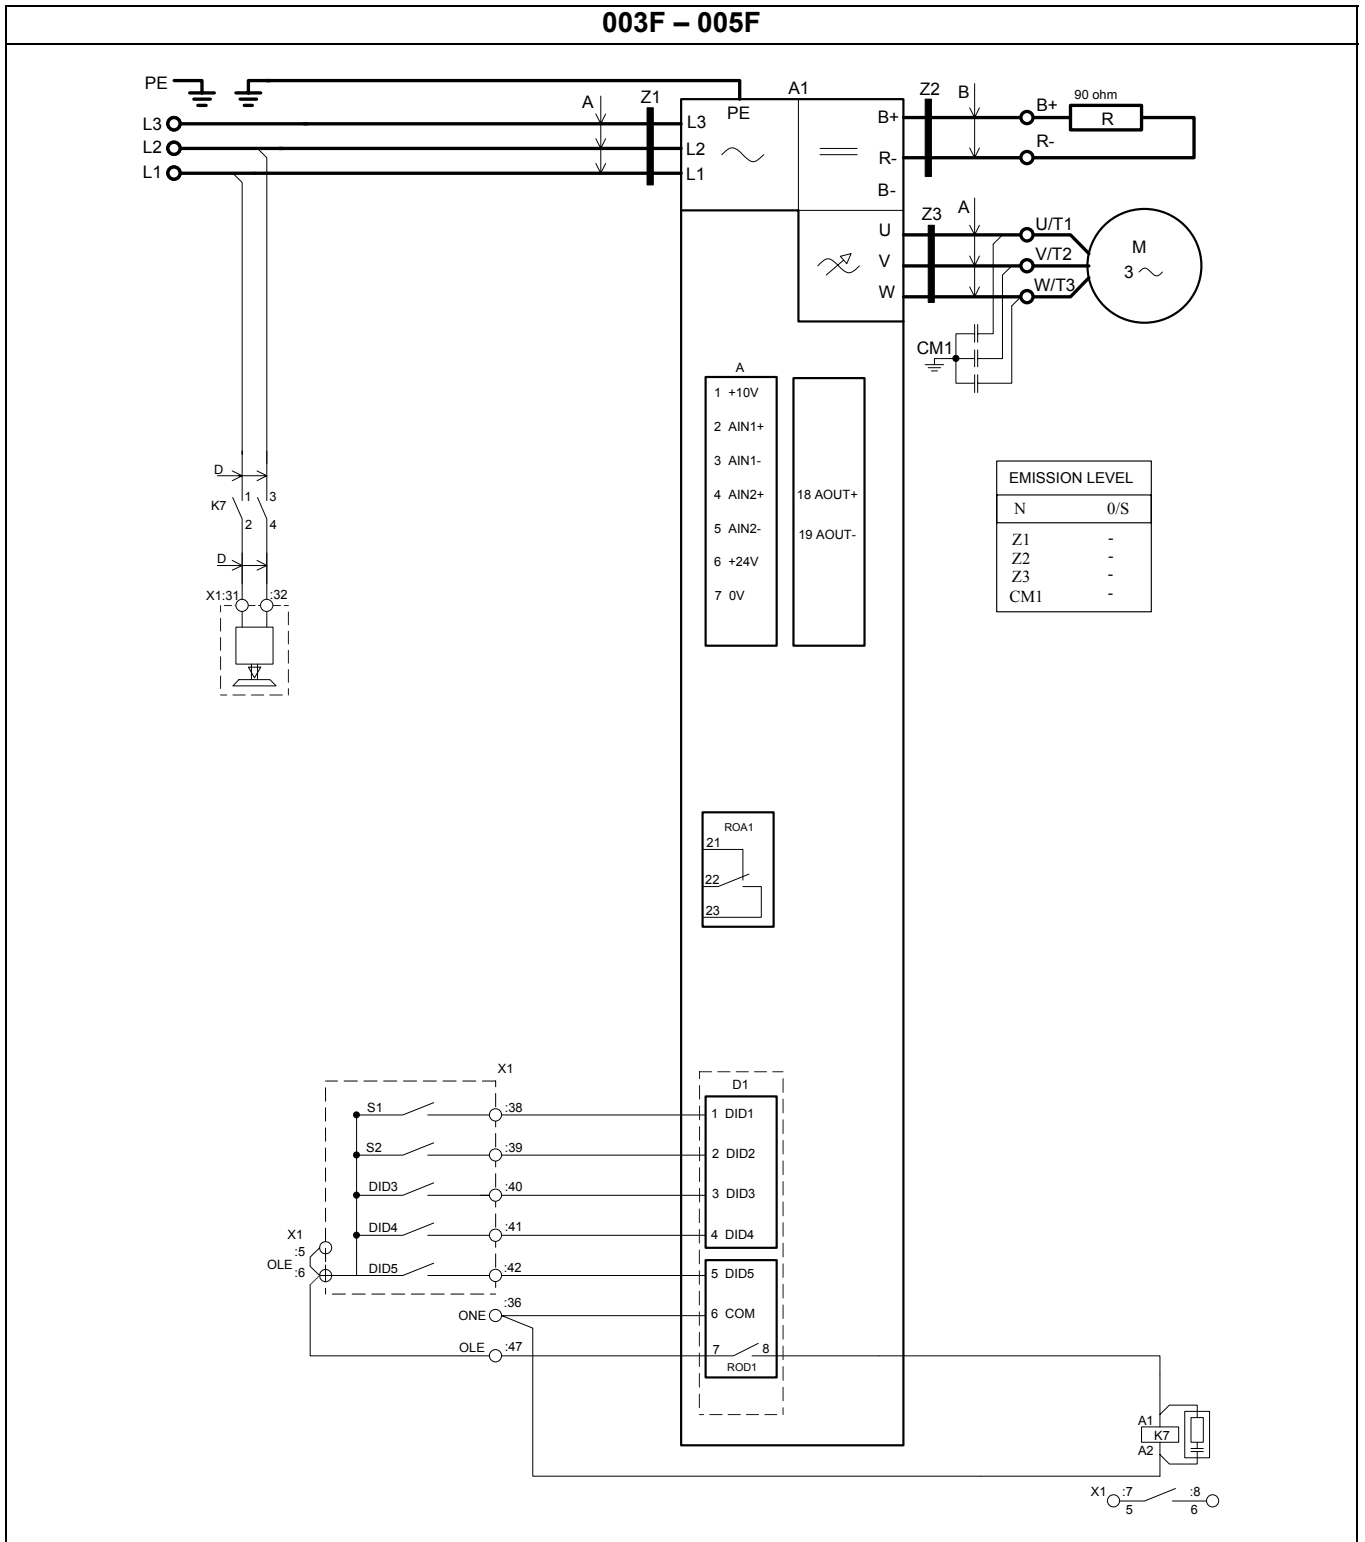 003F – 005F
PE
L3
L2
L1
A
Z1
A1
PE
L3
L2
L1
B+
R-
B-
U
V
W
Z2
B
B+
90 ohm
R
R-
Z3
A
U/T1
V/T2
W/T3
M
3
CM1
A
1 +10V
2 AIN1+
3 AIN1-
4 AIN2+
5 AIN2-
6 +24V
7 0V
18 AOUT+
19 AOUT-
EMISSION LEVEL
N 0/S
Z1 -
Z2 -
Z3 -
CM1 -
D
K7
1
3
2
4
D
X1:31
:32
ROA1
21
22
23
X1
S1
:38
S2
:39
DID3
:40
DID4
:41
DID5
:42
X1
:5
OLE :6
ONE
:36
OLE
:47
D1
1 DID1
2 DID2
3 DID3
4 DID4
5 DID5
6 COM
7
8
ROD1
A1
K7
A2
X1
:7
:8
5
6